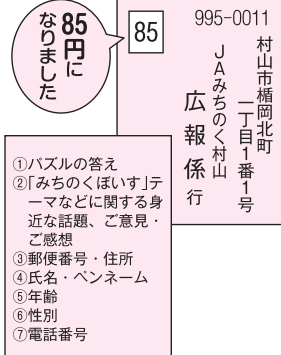 85円に
なりました
85
995-0011
村山市楯岡北町
一丁目1番1号
JAみちのく村山
広報係 行
①パズルの答え
②「みちのくぼいす」テ
ーマなどに関する身
近な話題、ご意見・
ご感想
③郵便番号・住所
④氏名・ペンネーム
⑤年齢
⑥性別
⑦電話番号